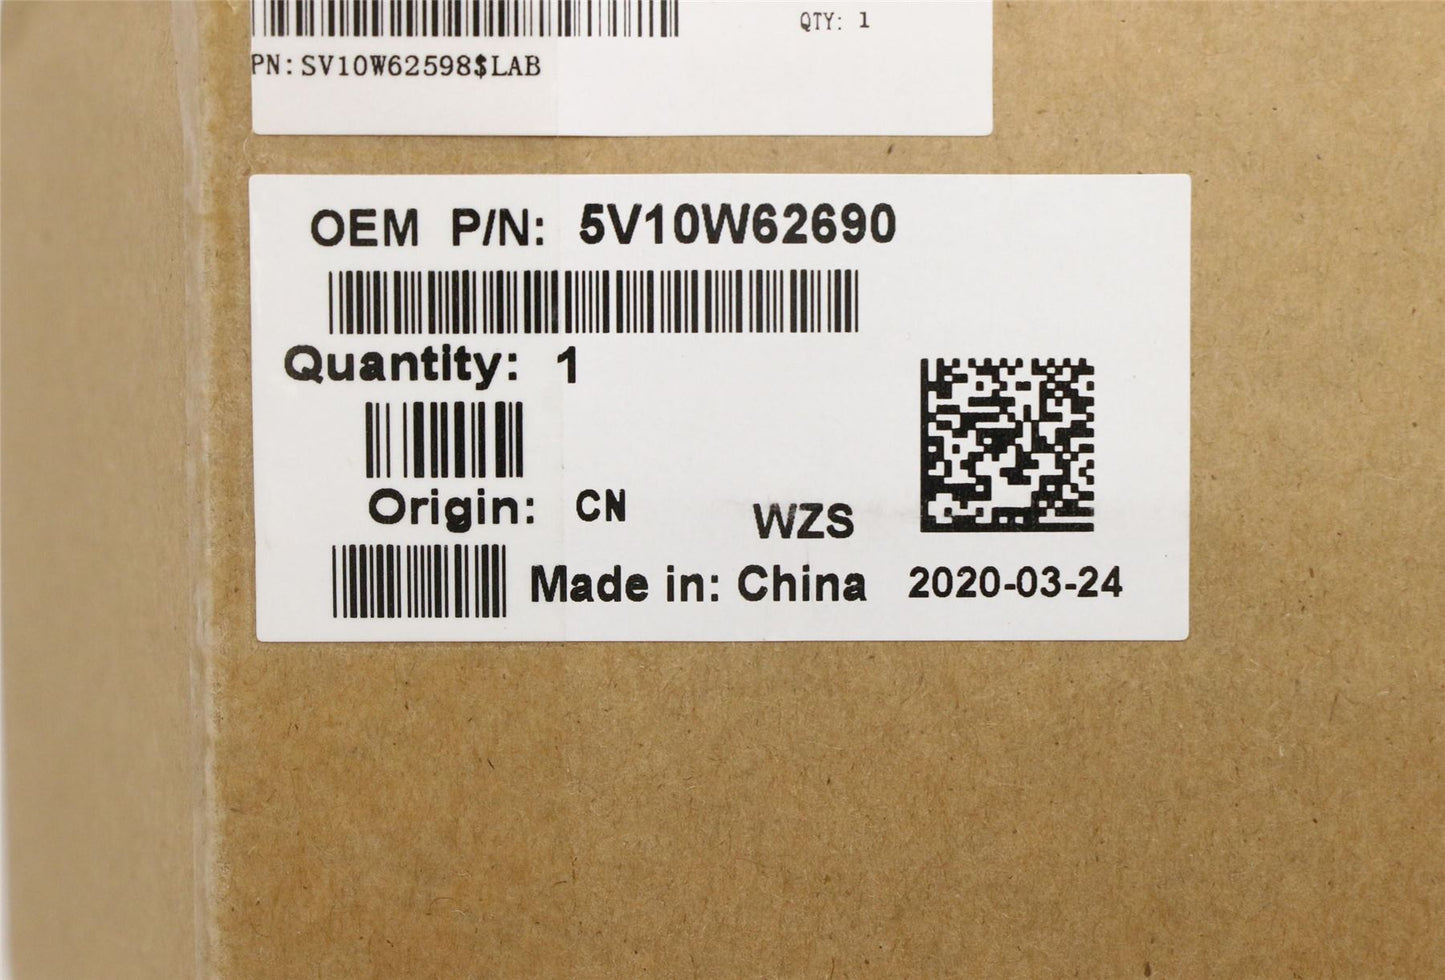 QTY: 1
PN:SV10W62598$LAB
OEM P/N: 5V10W62690
Quantity: 1
Origin: CN
WZS
Made in: China 2020-03-24